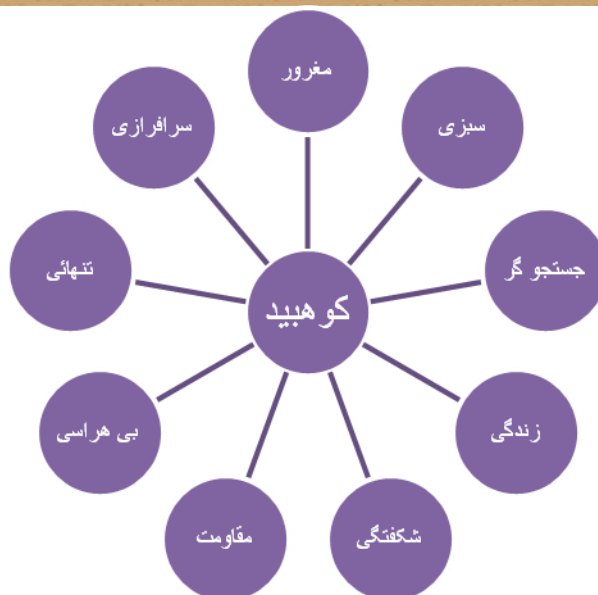 مغرور
سرافرازی
سبزی
تنهائی
جستجو گر
کوهبید
بی هراسی
زندگی
مقاومت
شکفتگی